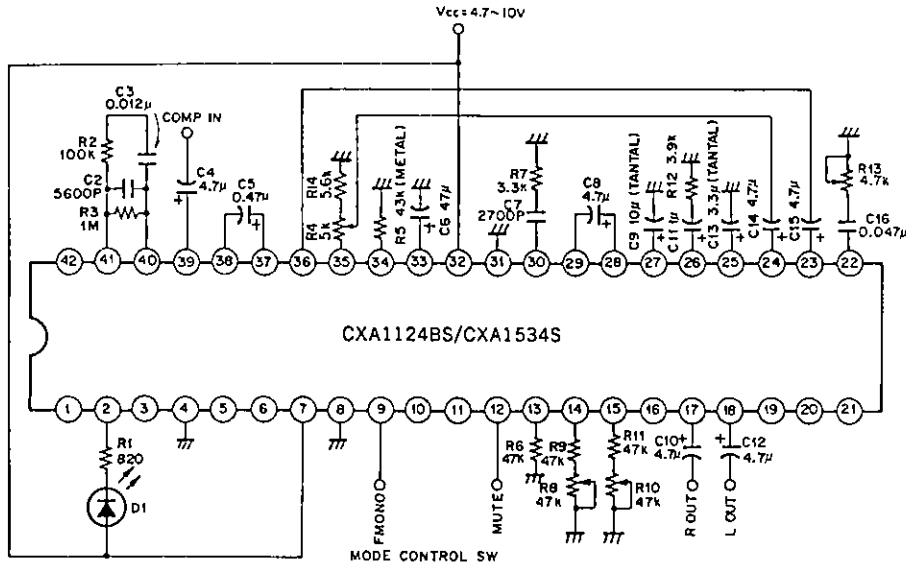 Vcc= 4.7~10V
C3
0.012μ
COMP IN
R2
100K
C2
5600P
R3
1M
C4
4.7μ
C5
0.47μ
R14
5.6k
R4
5k
R5 43k (METAL)
C6 47μ
R7
3.3k
C7
2700P
C8
4.7μ
C9 10μ (TANTAL)
C11 1μ
R12 3.9k
C13 3.3μ (TANTAL)
C14 4.7μ
C15 4.7μ
R13
4.7k
C16
0.047μ
42 41 40 39 38 37 36 35 34 33 32 31 30 29 28 27 26 25 24 23 22
CXA1124BS/CXA1534S
1 2 3 4 5 6 7 8 9 10 11 12 13 14 15 16 17 18 19 20 21
R1
820
D1
FMONO
MUTE
R6
47k
R9
47k
R8
47k
R11
47k
R10
47k
C10
4.7μ
C12
4.7μ
R OUT
L OUT
MODE CONTROL SW